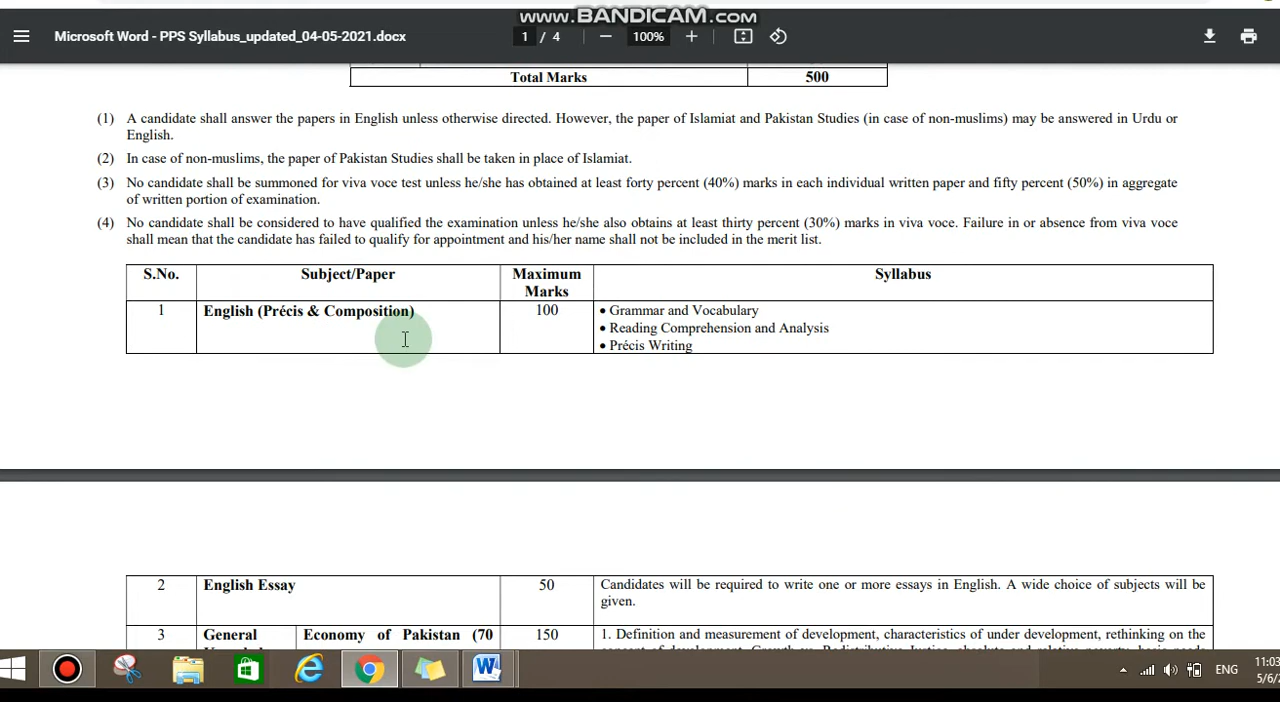 www.BANDICAM.com
Microsoft Word - PPS Syllabus_updated_04-05-2021.docx
1 / 4
100%
Total Marks 500
(1) A candidate shall answer the papers in English unless otherwise directed. However, the paper of Islamiat and Pakistan Studies (in case of non-muslims) may be answered in Urdu or
English.
(2) In case of non-muslims, the paper of Pakistan Studies shall be taken in place of Islamiat.
(3) No candidate shall be summoned for viva voce test unless he/she has obtained at least forty percent (40%) marks in each individual written paper and fifty percent (50%) in aggregate
of written portion of examination.
(4) No candidate shall be considered to have qualified the examination unless he/she also obtains at least thirty percent (30%) marks in viva voce. Failure in or absence from viva voce
shall mean that the candidate has failed to qualify for appointment and his/her name shall not be included in the merit list.
S.No. Subject/Paper Maximum Syllabus
Marks
1 English (Précis & Composition) 100 • Grammar and Vocabulary
• Reading Comprehension and Analysis
• Précis Writing
2 English Essay 50 Candidates will be required to write one or more essays in English. A wide choice of subjects will be
given.
3 General Economy of Pakistan (70 150 1. Definition and measurement of development, characteristics of under development, rethinking on the
ENG
11:03
5/6/2